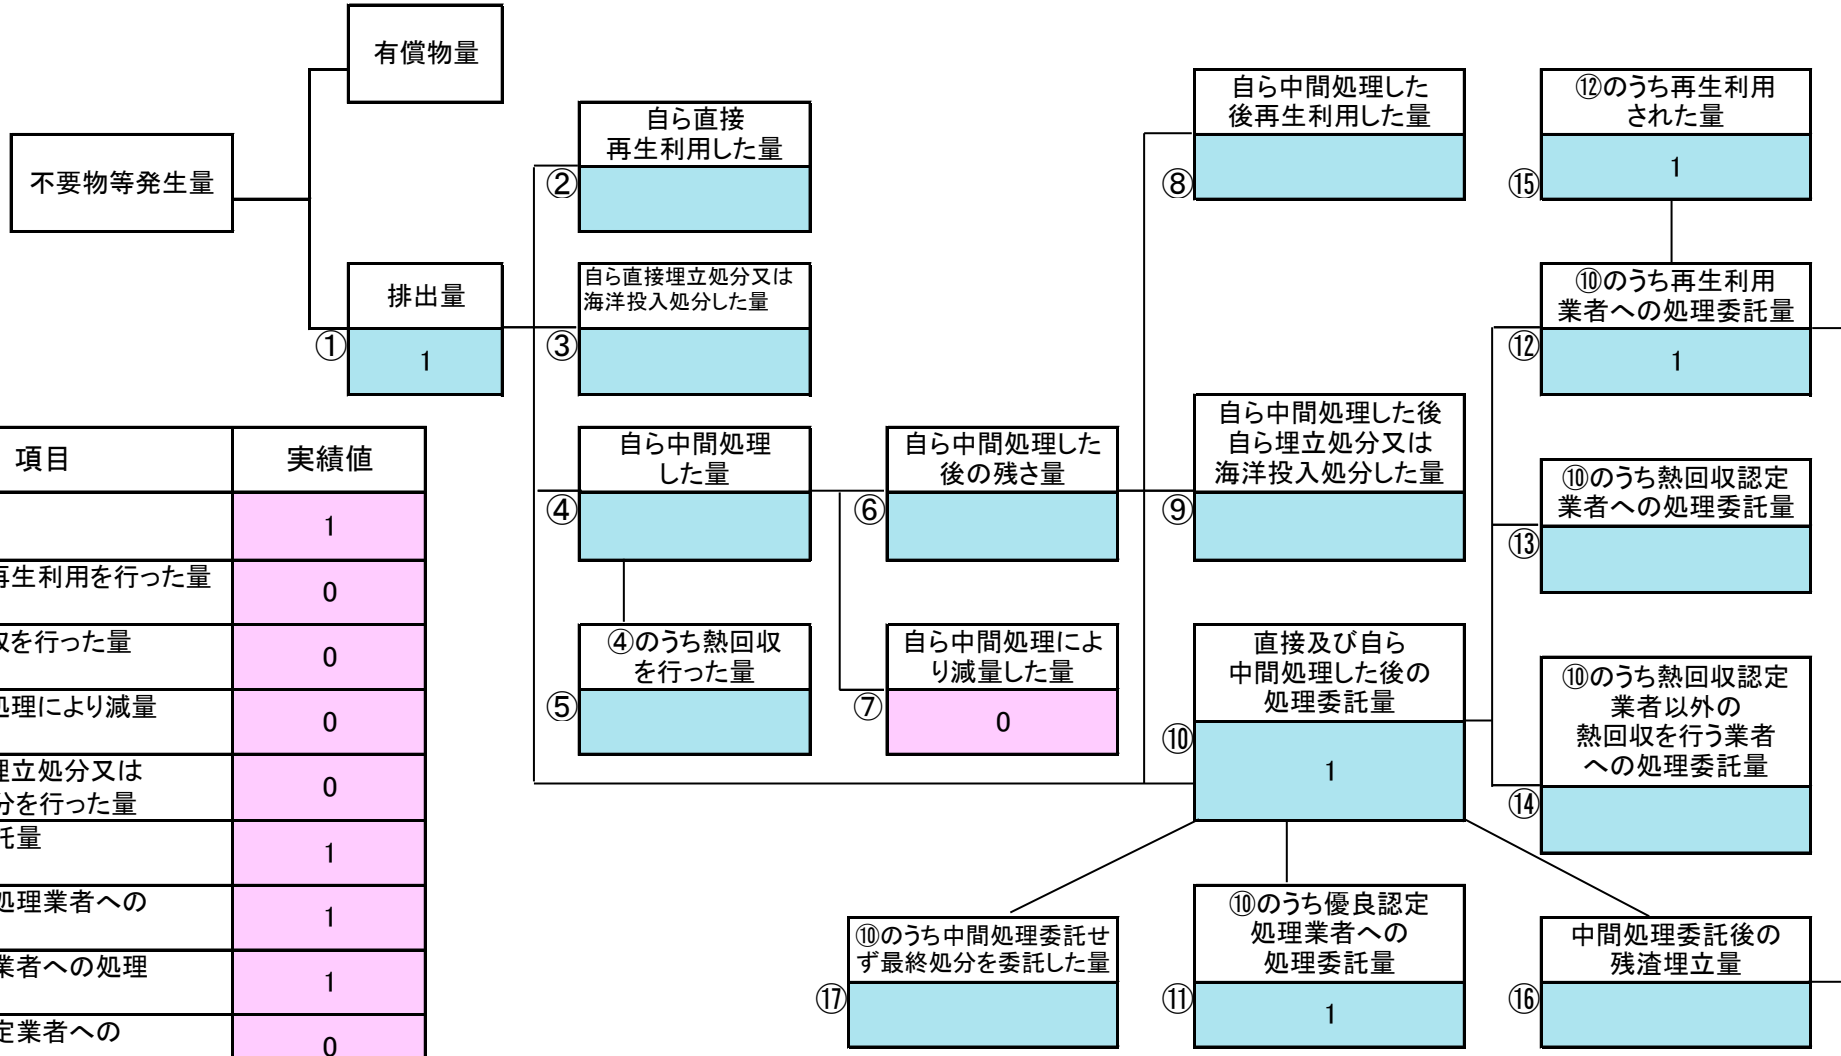 有償物量
不要物等発生量
排出量
①
1
自ら直接
再生利用した量
②
自ら直接埋立処分又は
海洋投入処分した量
③
自ら中間処理
した量
④
④のうち熱回収
を行った量
⑤
自ら中間処理した
後の残さ量
⑥
自ら中間処理によ
り減量した量
⑦
0
自ら中間処理した
後再生利用した量
⑧
自ら中間処理した後
自ら埋立処分又は
海洋投入処分した量
⑨
直接及び自ら
中間処理した後の
処理委託量
⑩
1
⑫のうち再生利用
された量
⑮
1
⑩のうち再生利用
業者への処理委託量
⑫
1
⑩のうち熱回収認定
業者への処理委託量
⑬
⑩のうち熱回収認定
業者以外の
熱回収を行う業者
への処理委託量
⑭
⑩のうち中間処理委託せ
ず最終処分を委託した量
⑰
⑩のうち優良認定
処理業者への
処理委託量
⑪
1
中間処理委託後の
残渣埋立量
⑯
項目 実績値
1
再生利用を行った量 0
を行った量 0
処理により減量 0
埋立処分又は
を行った量 0
託量 1
処理業者への 1
業者への処理 1
定業者への 0